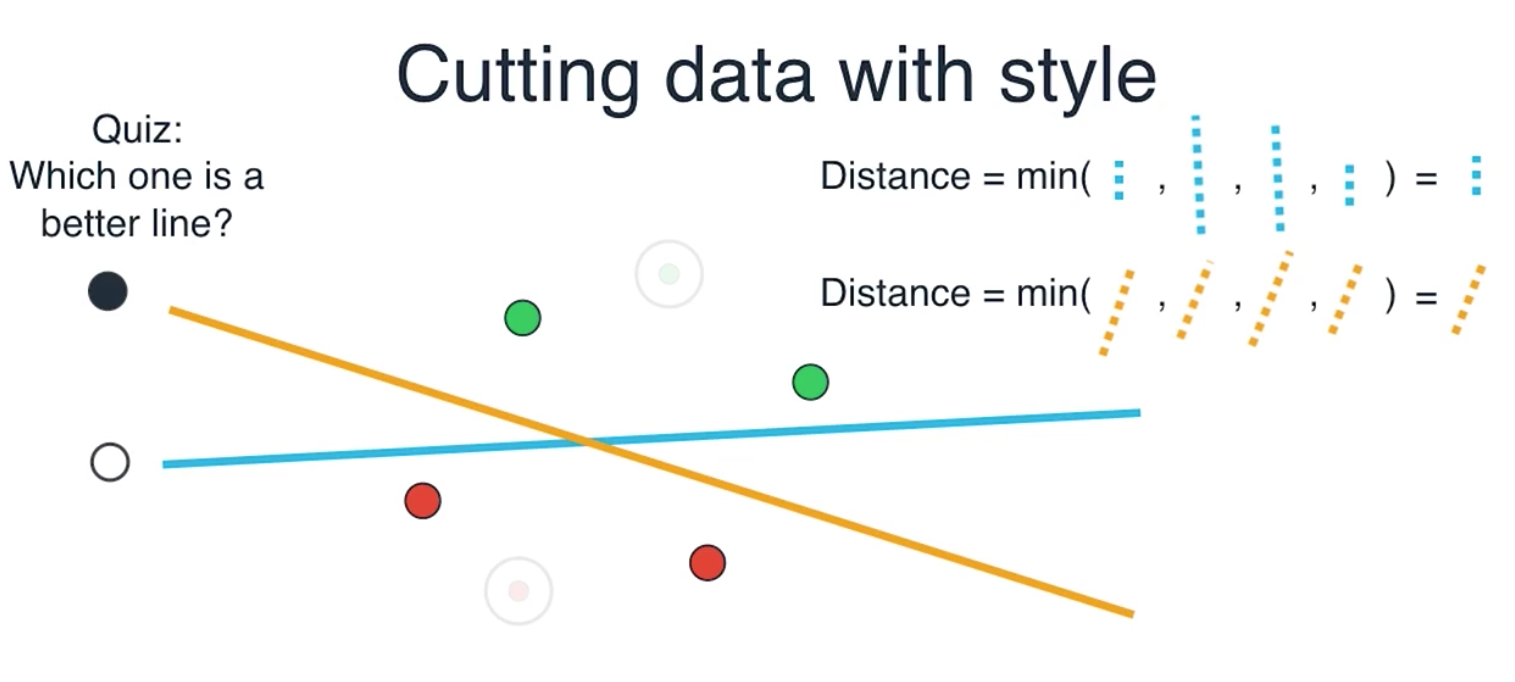 Cutting data with style
Quiz:
Which one is a
better line?
Distance = min( , , , ) =
Distance = min( , , , ) =